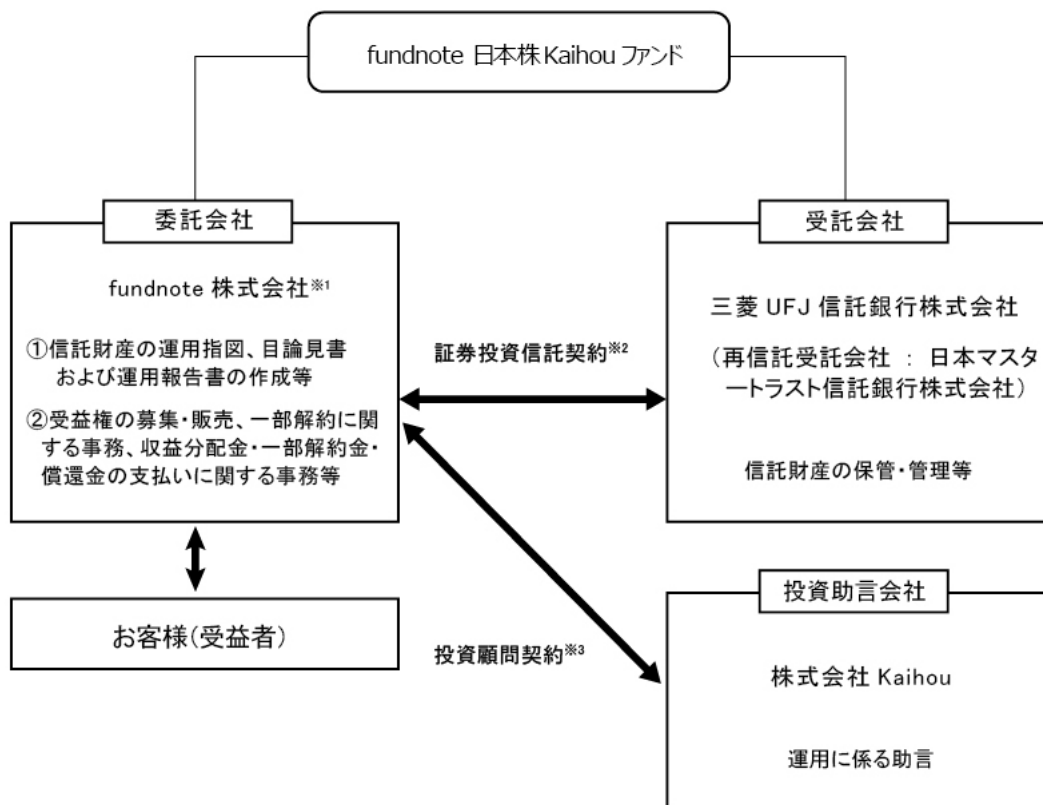 fundnote 日本株 Kaihou ファンド
委託会社
fundnote 株式会社※1
①信託財産の運用指図、目論見書
および運用報告書の作成等
②受益権の募集・販売、一部解約に関
する事務、収益分配金・一部解約金・
償還金の支払いに関する事務等
お客様(受益者)
証券投資信託契約※2
投資顧問契約※3
受託会社
三菱 UFJ 信託銀行株式会社
（再信託受託会社 ： 日本マスタ
ートラスト信託銀行株式会社）
信託財産の保管・管理等
投資助言会社
株式会社 Kaihou
運用に係る助言